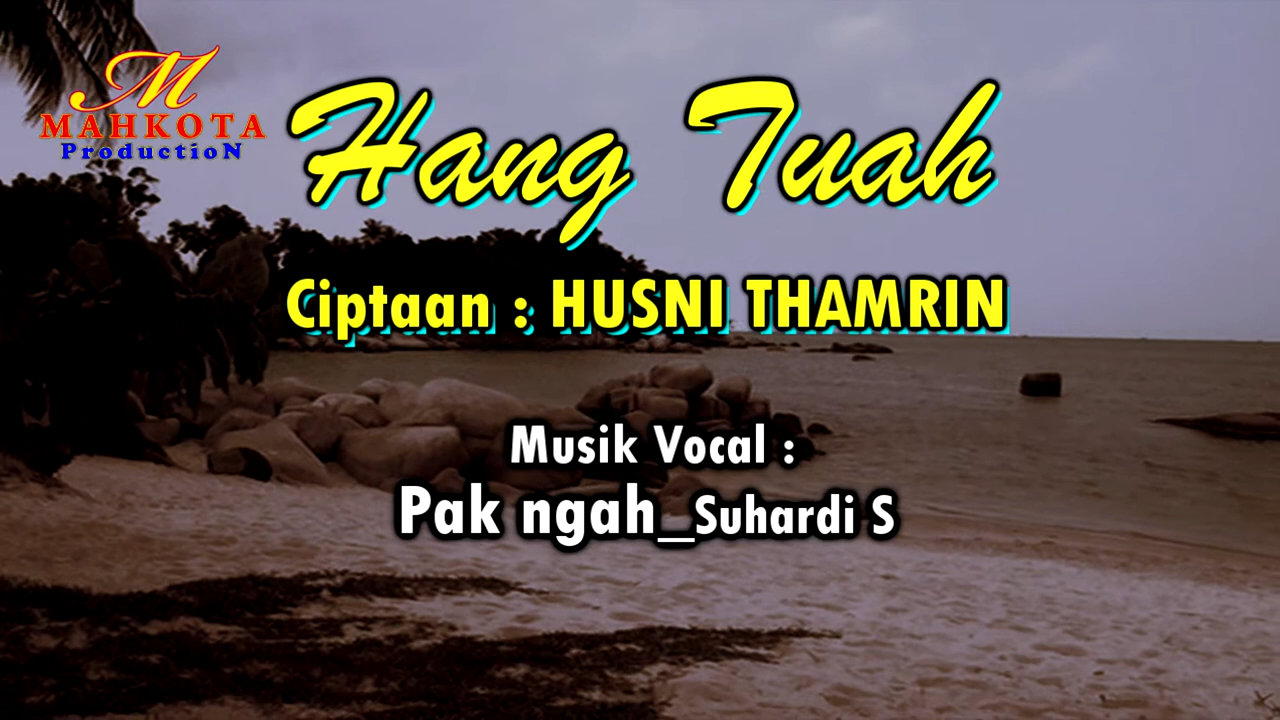 M
MAHKOTA
ProductioN
Hang Tuah
Ciptaan : HUSNI THAMRIN
Musik Vocal :
Pak ngah_Suhardi S